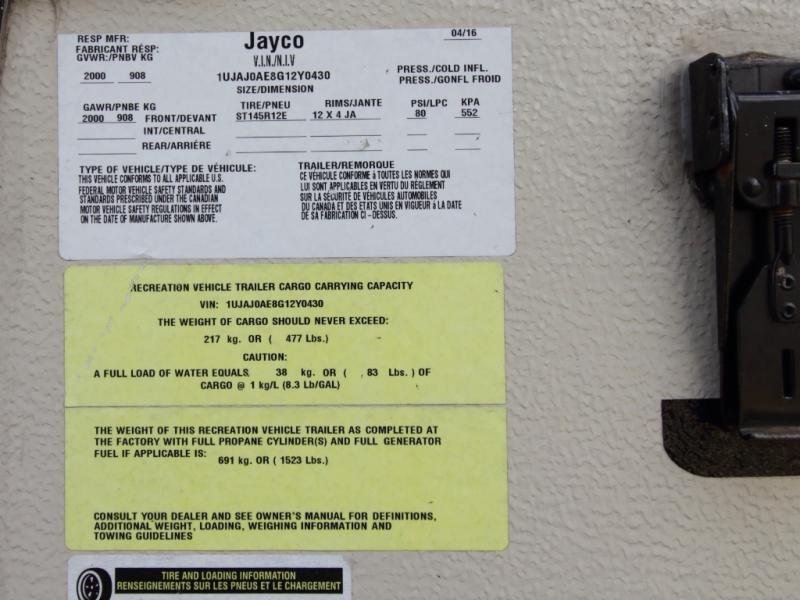 RESP MFR: Jayco 04/16
FABRICANT RÉSP:
GVWR:/PNBV KG V.I.N./N.I.V
2000 908 1UJAJ0AE8G12Y0430 PRESS./COLD INFL.
SIZE/DIMENSION PRESS./GONFL FROID
GAWR/PNBE KG TIRE/PNEU RIMS/JANTE PSI/LPC KPA
2000 908 FRONT/DEVANT ST145R12E 12 X 4 JA 80 552
INT/CENTRAL
REAR/ARRIÉRE
TYPE OF VEHICLE/TYPE DE VÉHICULE: TRAILER/REMORQUE
THIS VEHICLE CONFORMS TO ALL APPLICABLE U.S.
FEDERAL MOTOR VEHICLE SAFETY STANDARDS AND
STANDARDS PRESCRIBED UNDER THE CANADIAN
MOTOR VEHICLE SAFETY REGULATIONS IN EFFECT
ON THE DATE OF MANUFACTURE SHOWN ABOVE.
CE VÉHICULE CONFORME à TOUTES LES NORMES QUI
LUI SONT APPLICABLES EN VERTU DU RÉGLEMENT
SUR LA SÉCURITÉ DE VÉHICULES AUTOMOBILES
DU CANADA ET DES ETATS UNIS EN VIGUEUR à LA DATE
DE SA FABRICATION CI - DESSUS.
RECREATION VEHICLE TRAILER CARGO CARRYING CAPACITY
VIN: 1UJAJ0AE8G12Y0430
THE WEIGHT OF CARGO SHOULD NEVER EXCEED:
217 kg. OR ( 477 Lbs.)
CAUTION:
A FULL LOAD OF WATER EQUALS 38 kg. OR ( 83 Lbs. ) OF
CARGO @ 1 kg/L (8.3 Lb/GAL)
THE WEIGHT OF THIS RECREATION VEHICLE TRAILER AS COMPLETED AT
THE FACTORY WITH FULL PROPANE CYLINDER(S) AND FULL GENERATOR
FUEL IF APPLICABLE IS: 691 kg. OR ( 1523 Lbs.)
CONSULT YOUR DEALER AND SEE OWNER'S MANUAL FOR DEFINITIONS,
ADDITIONAL WEIGHT, LOADING, WEIGHING INFORMATION AND
TOWING GUIDELINES
TIRE AND LOADING INFORMATION
RENSEIGNEMENTS SUR LES PNEUS ET LE CHARGEMENT